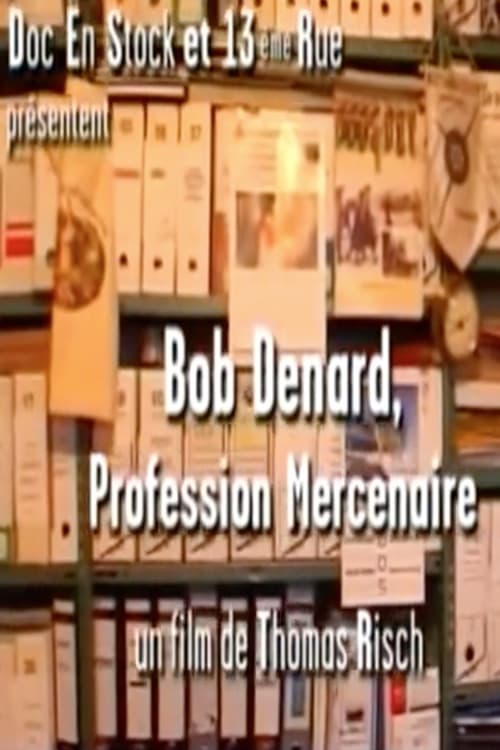 Doc En Stock et 13ème Rue
présentent
Bob Denard,
Profession Mercenaire
un film de Thomas Risch